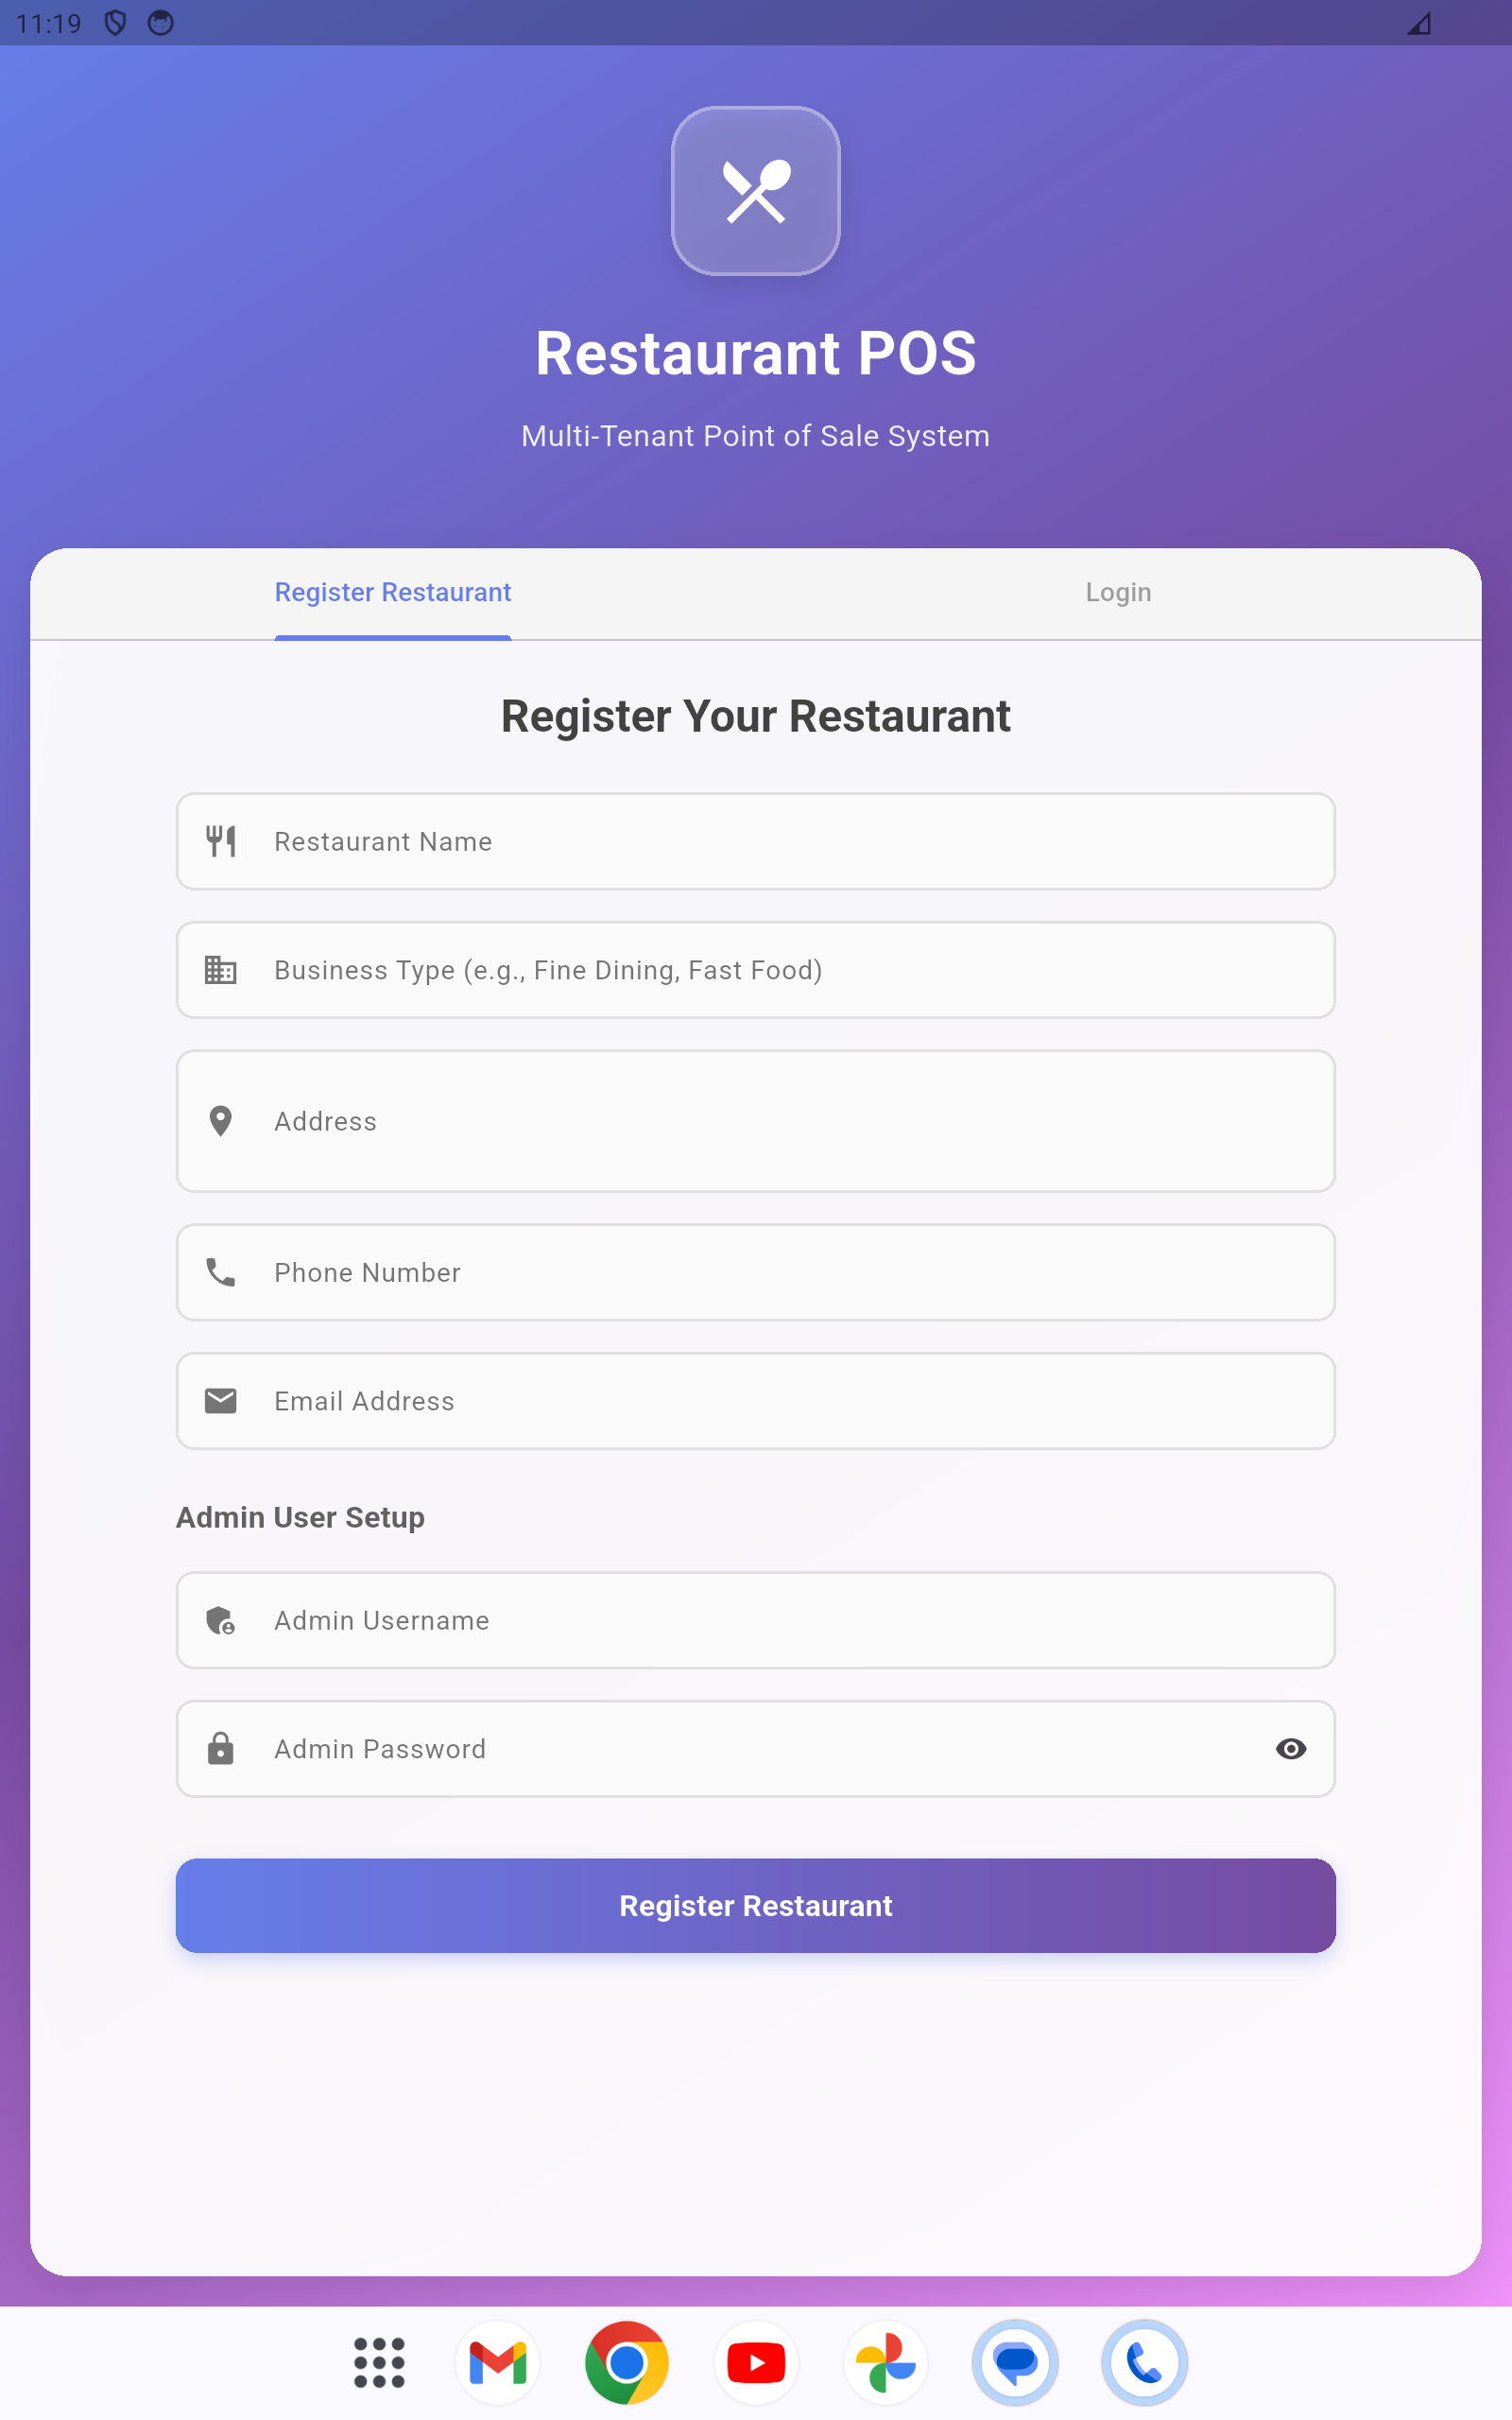 11:19
Restaurant POS
Multi-Tenant Point of Sale System
Register Restaurant
Login
Register Your Restaurant
Restaurant Name
Business Type (e.g., Fine Dining, Fast Food)
Address
Phone Number
Email Address
Admin User Setup
Admin Username
Admin Password
Register Restaurant